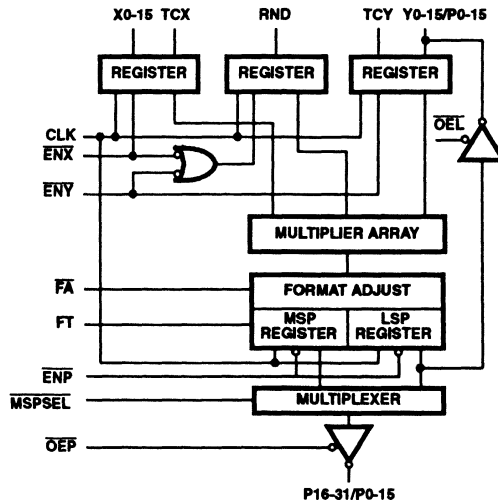 X0-15 TCX RND TCY Y0-15/P0-15
REGISTER REGISTER REGISTER
CLK
OEL
ENX
ENY
MULTIPLIER ARRAY
FA
FORMAT ADJUST
FT
MSP REGISTER
LSP REGISTER
ENP
MSPSEL
MULTIPLEXER
OEP
P16-31/P0-15